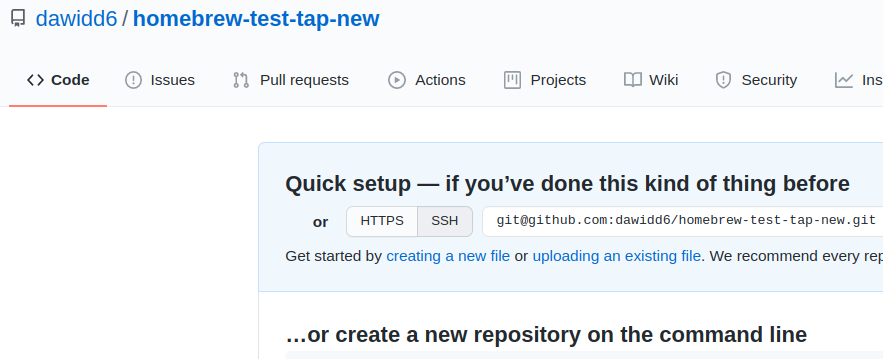 dawidd6 / homebrew-test-tap-new
Code Issues Pull requests Actions Projects Wiki Security Ins
Quick setup — if you’ve done this kind of thing before
or HTTPS SSH git@github.com:dawidd6/homebrew-test-tap-new.git
Get started by creating a new file or uploading an existing file. We recommend every rep
…or create a new repository on the command line